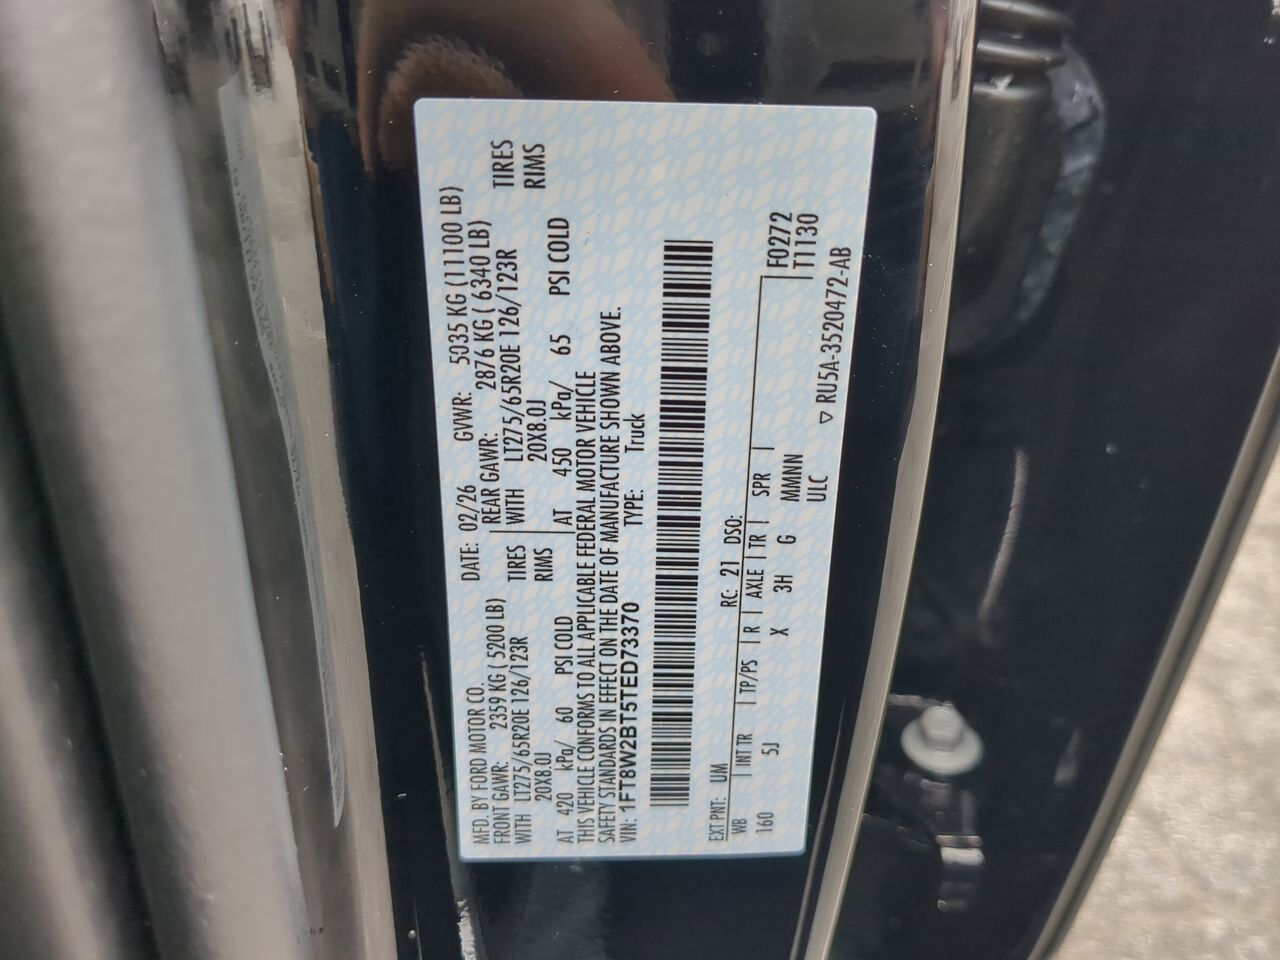 MFD. BY FORD MOTOR CO. DATE: 02/26 GVWR: 5035 KG (11100 LB)
FRONT GAWR: 2359 KG ( 5200 LB) REAR GAWR: 2876 KG ( 6340 LB)
WITH LT275/65R20E 126/123R TIRES WITH LT275/65R20E 126/123R TIRES
20X8.0J RIMS 20X8.0J RIMS
AT 420 kPa/ 60 PSI COLD AT 450 kPa/ 65 PSI COLD
THIS VEHICLE CONFORMS TO ALL APPLICABLE FEDERAL MOTOR VEHICLE
SAFETY STANDARDS IN EFFECT ON THE DATE OF MANUFACTURE SHOWN ABOVE.
VIN: 1FT8W2BT5TED73370 TYPE: Truck
EXT PNT: UM RC: 21 DSO: F0272
WB INT TR TP/PS R AXLE TR SPR T1130
160 5J X 3H G MMNN
ULC
▽ RU5A-3520472-AB